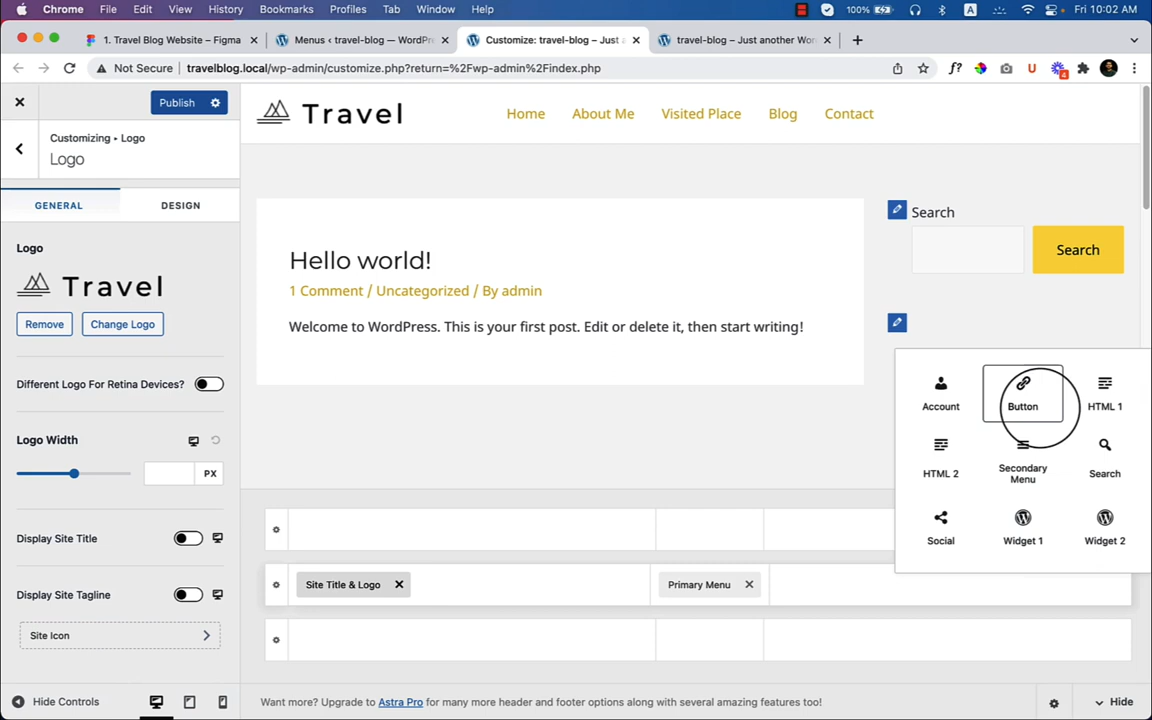 Chrome File Edit View History Bookmarks Profiles Tab Window Help 100% A Fri 10:02 AM
1. Travel Blog Website – Figma
Menus ‹ travel-blog — WordPr
Customize: travel-blog – Just a
travel-blog – Just another Wor
Not Secure travelblog.local/wp-admin/customize.php?return=%2Fwp-admin%2Findex.php
f? U 4
Publish
Customizing ▸ Logo
Logo
GENERAL DESIGN
Logo
Travel
Remove Change Logo
Different Logo For Retina Devices?
Logo Width
PX
Display Site Title
Display Site Tagline
Site Icon
Hide Controls
Travel Home About Me Visited Place Blog Contact
Hello world!
1 Comment / Uncategorized / By admin
Welcome to WordPress. This is your first post. Edit or delete it, then start writing!
Search
Search
Account Button HTML 1
HTML 2 Secondary Menu Search
Social Widget 1 Widget 2
Site Title & Logo Primary Menu
Want more? Upgrade to Astra Pro for many more header and footer options along with several amazing features too!
Hide